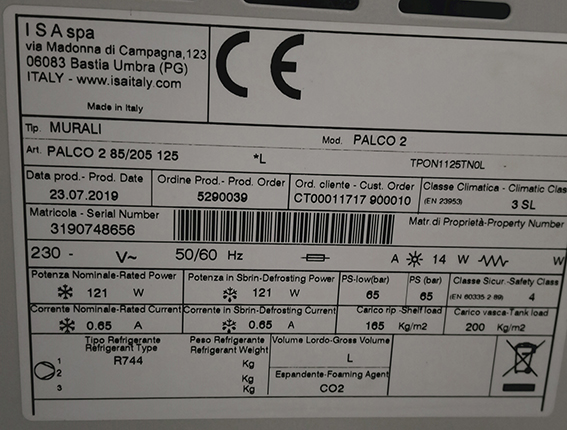 ISA spa
via Madonna di Campagna,123
06083 Bastia Umbra (PG)
ITALY - www.isaitaly.com
Made in Italy
CE
Tip. MURALI
Mod. PALCO 2
Art. PALCO 2 85/205 125 *L TPON1125TN0L
Data prod.- Prod. Date Ordine Prod.- Prod. Order Ord. cliente - Cust. Order Classe Climatica - Climatic Clas
23.07.2019 5290039 CT00011717 900010 (EN 23953) 3 SL
Matricola - Serial Number Matr.di Proprietà-Property Number
3190748656
230 - V~ 50/60 Hz A 14 W W
Potenza Nominale-Rated Power Potenza in Sbrin-Defrosting Power PS-low(bar) PS (bar) Classe Sicur.-Safety Class
121 W 121 W 65 65 (EN 60335-2-89) 4
Corrente Nominale-Rated Current Corrente in Sbrin-Defrosting Current Carico rip.-Shelf load Carico vasca-Tank load
0.65 A 0.65 A 165 Kg/m2 200 Kg/m2
Tipo Refrigerante Peso Refrigerante Volume Lordo-Gross Volume
Refrigerant Type Refrigerant Weight
1 R744 Kg L
2 Kg Espandente-Foaming Agent
3 Kg CO2